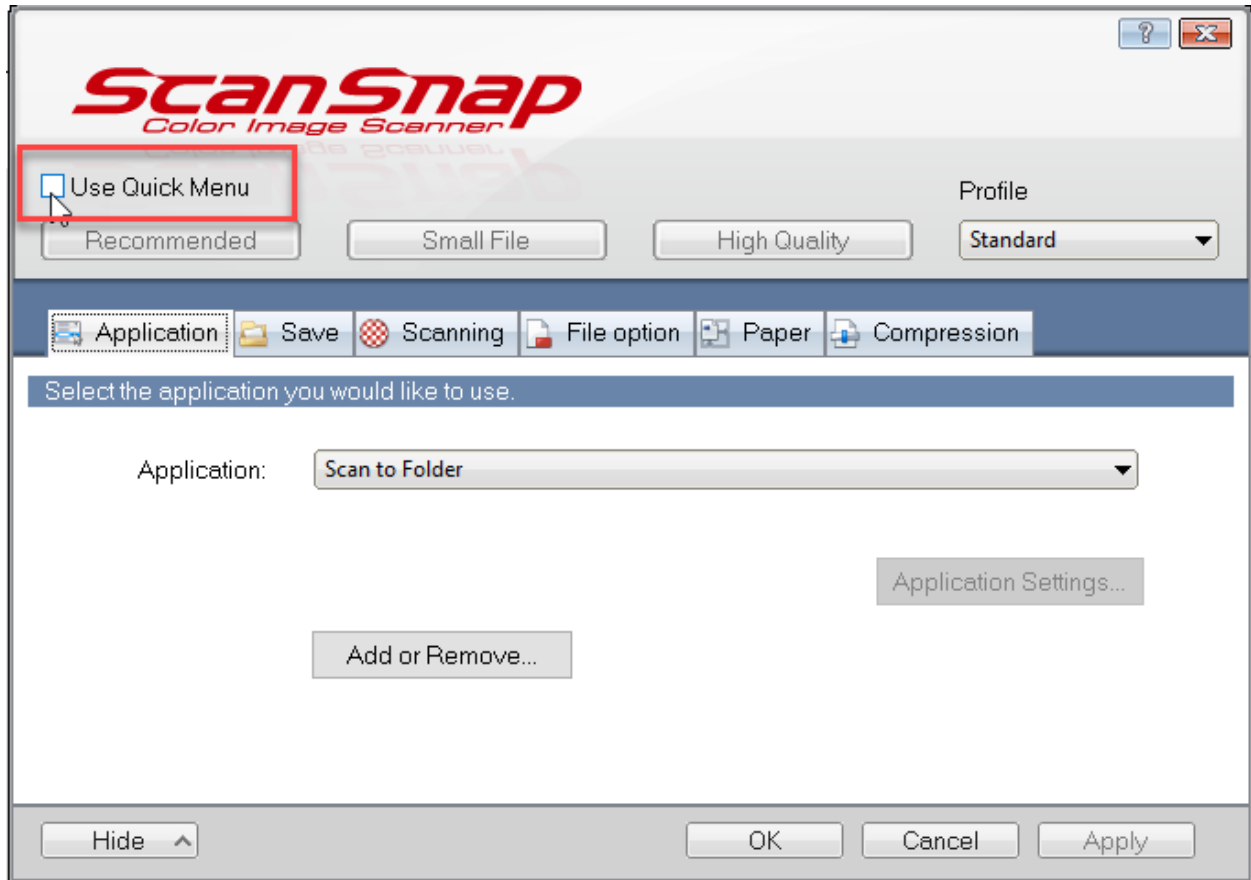 ?
ScanSnap
Color Image Scanner
Use Quick Menu
Profile
Recommended
Small File
High Quality
Standard
Application
Save
Scanning
File option
Paper
Compression
Select the application you would like to use.
Application:
Scan to Folder
Application Settings...
Add or Remove...
Hide
OK
Cancel
Apply